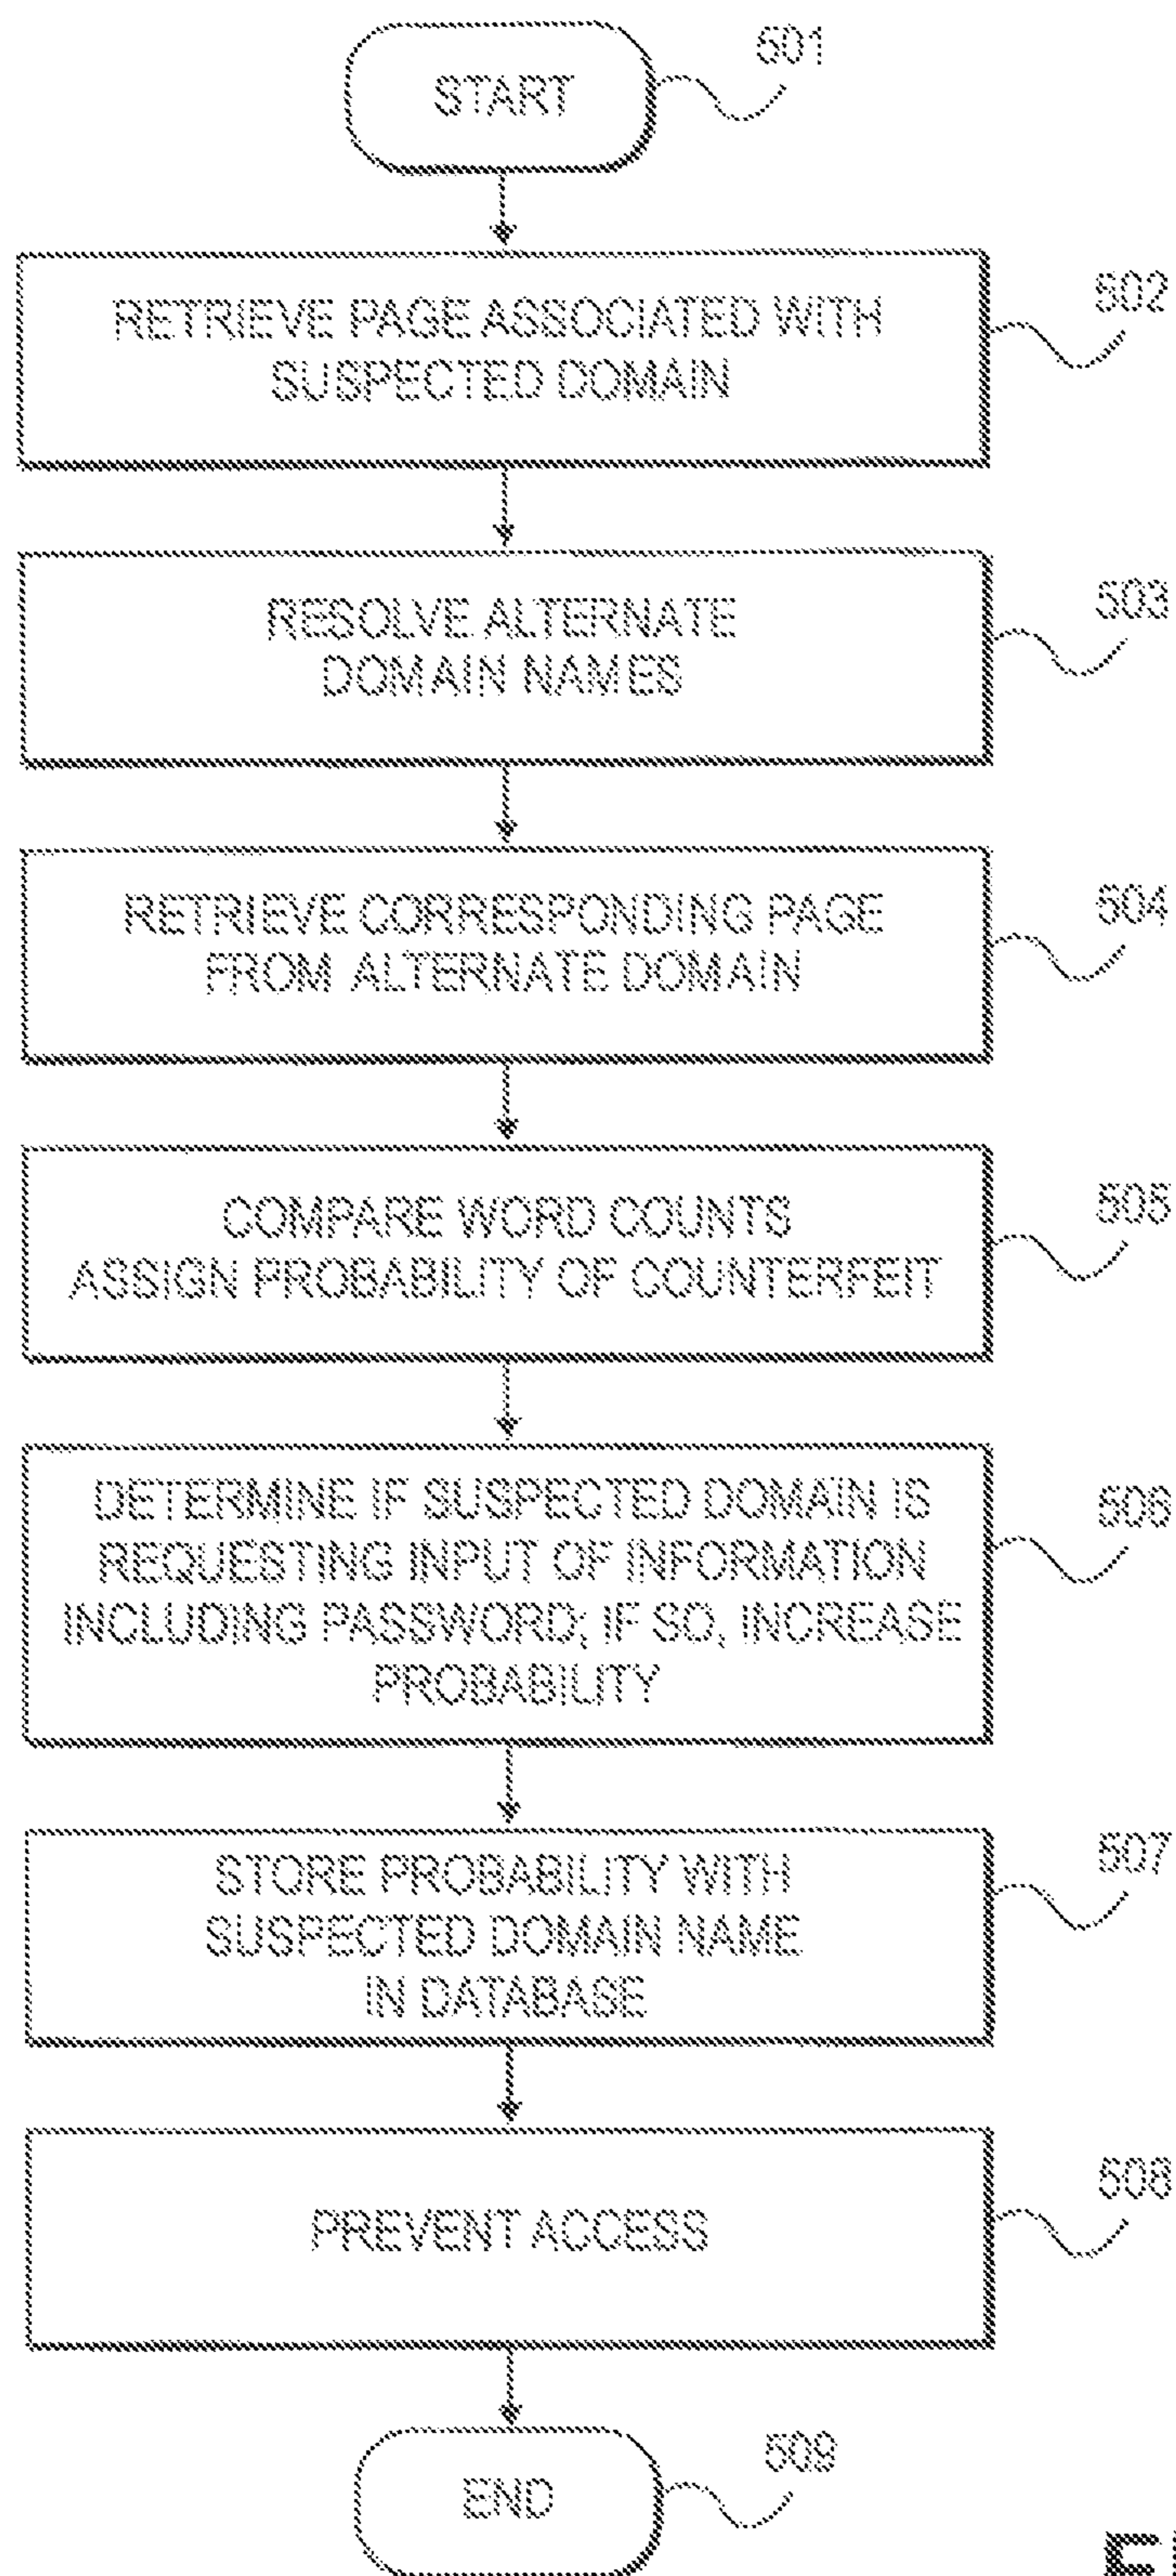 START
501
RETRIEVE PAGE ASSOCIATED WITH
SUSPECTED DOMAIN
502
RESOLVE ALTERNATE
DOMAIN NAMES
503
RETRIEVE CORRESPONDING PAGE
FROM ALTERNATE DOMAIN
504
COMPARE WORD COUNTS
ASSIGN PROBABILITY OF COUNTERFEIT
505
DETERMINE IF SUSPECTED DOMAIN IS
REQUESTING INPUT OF INFORMATION
INCLUDING PASSWORD; IF SO, INCREASE
PROBABILITY
506
STORE PROBABILITY WITH
SUSPECTED DOMAIN NAME
IN DATABASE
507
PREVENT ACCESS
508
END
509